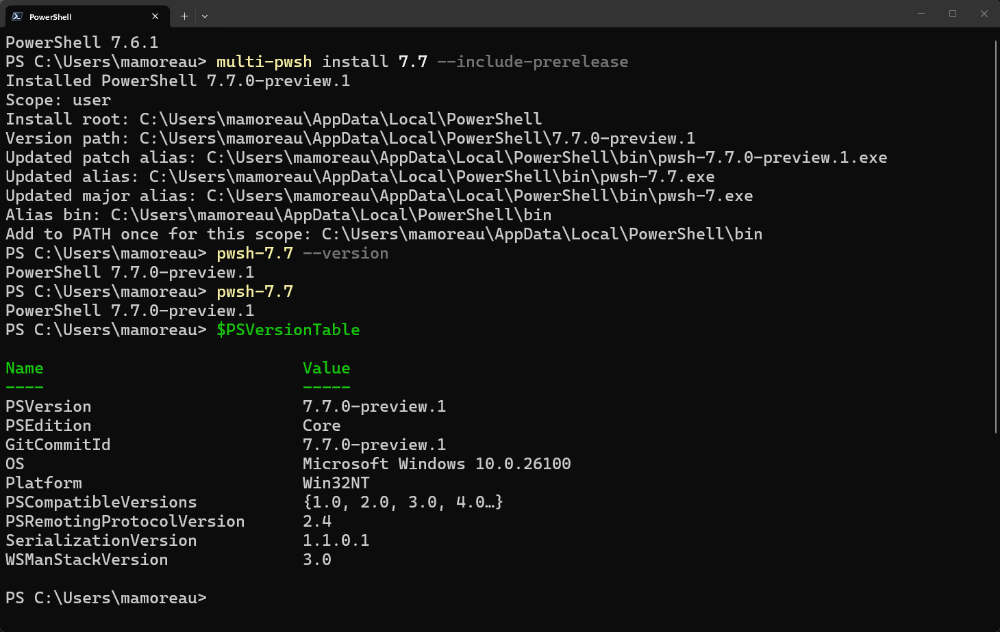 PowerShell
PowerShell 7.6.1
PS C:\Users\mamoreau> multi-pwsh install 7.7 --include-prerelease
Installed PowerShell 7.7.0-preview.1
Scope: user
Install root: C:\Users\mamoreau\AppData\Local\PowerShell
Version path: C:\Users\mamoreau\AppData\Local\PowerShell\7.7.0-preview.1
Updated patch alias: C:\Users\mamoreau\AppData\Local\PowerShell\bin\pwsh-7.7.0-preview.1.exe
Updated alias: C:\Users\mamoreau\AppData\Local\PowerShell\bin\pwsh-7.7.exe
Updated major alias: C:\Users\mamoreau\AppData\Local\PowerShell\bin\pwsh-7.exe
Alias bin: C:\Users\mamoreau\AppData\Local\PowerShell\bin
Add to PATH once for this scope: C:\Users\mamoreau\AppData\Local\PowerShell\bin
PS C:\Users\mamoreau> pwsh-7.7 --version
PowerShell 7.7.0-preview.1
PS C:\Users\mamoreau> pwsh-7.7
PowerShell 7.7.0-preview.1
PS C:\Users\mamoreau> $PSVersionTable
Name                           Value
----                           -----
PSVersion                      7.7.0-preview.1
PSEdition                      Core
GitCommitId                    7.7.0-preview.1
OS                             Microsoft Windows 10.0.26100
Platform                       Win32NT
PSCompatibleVersions           {1.0, 2.0, 3.0, 4.0…}
PSRemotingProtocolVersion      2.4
SerializationVersion           1.1.0.1
WSManStackVersion              3.0
PS C:\Users\mamoreau>